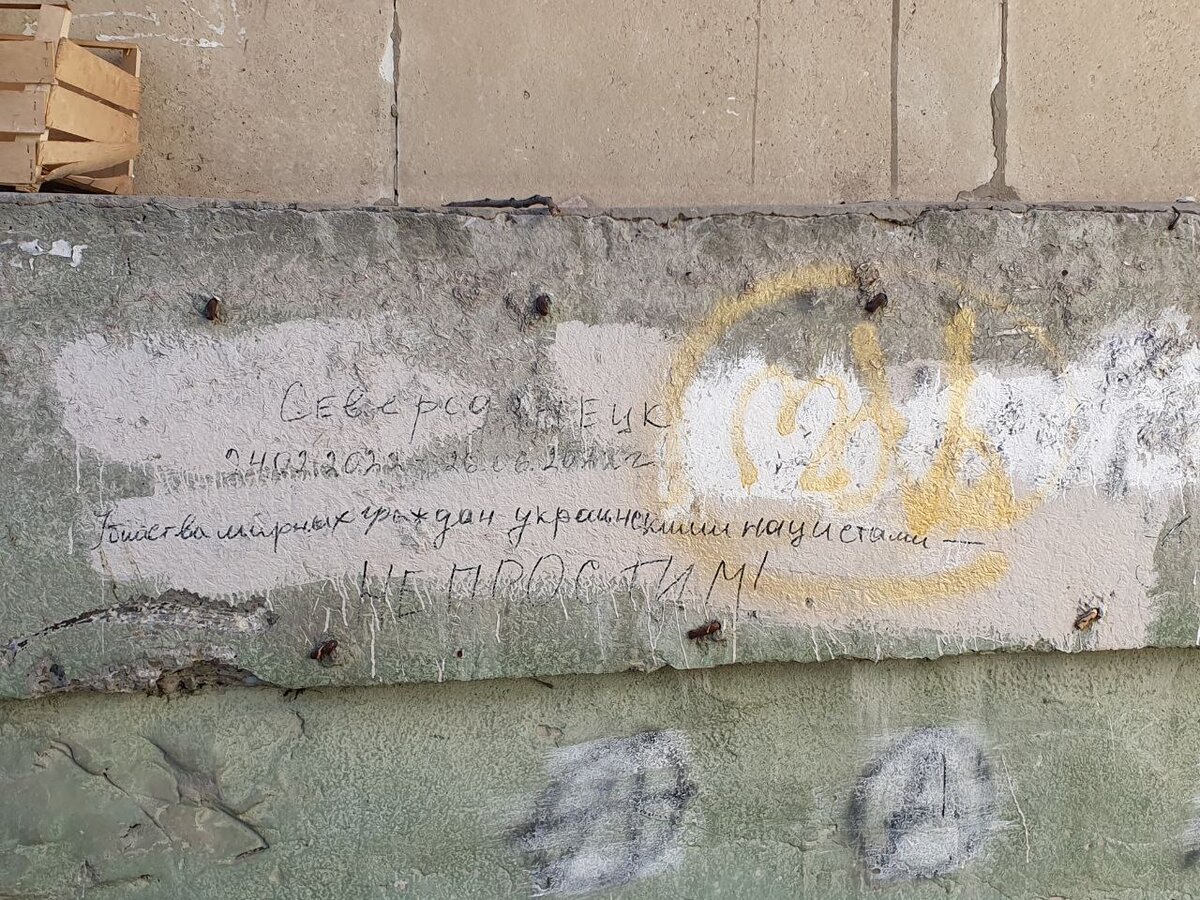 Северодонецк
24.02.2022 - 26.06.2022 г
Убийства мирных граждан украинскими нацистами —
НЕ ПРОСТИМ!